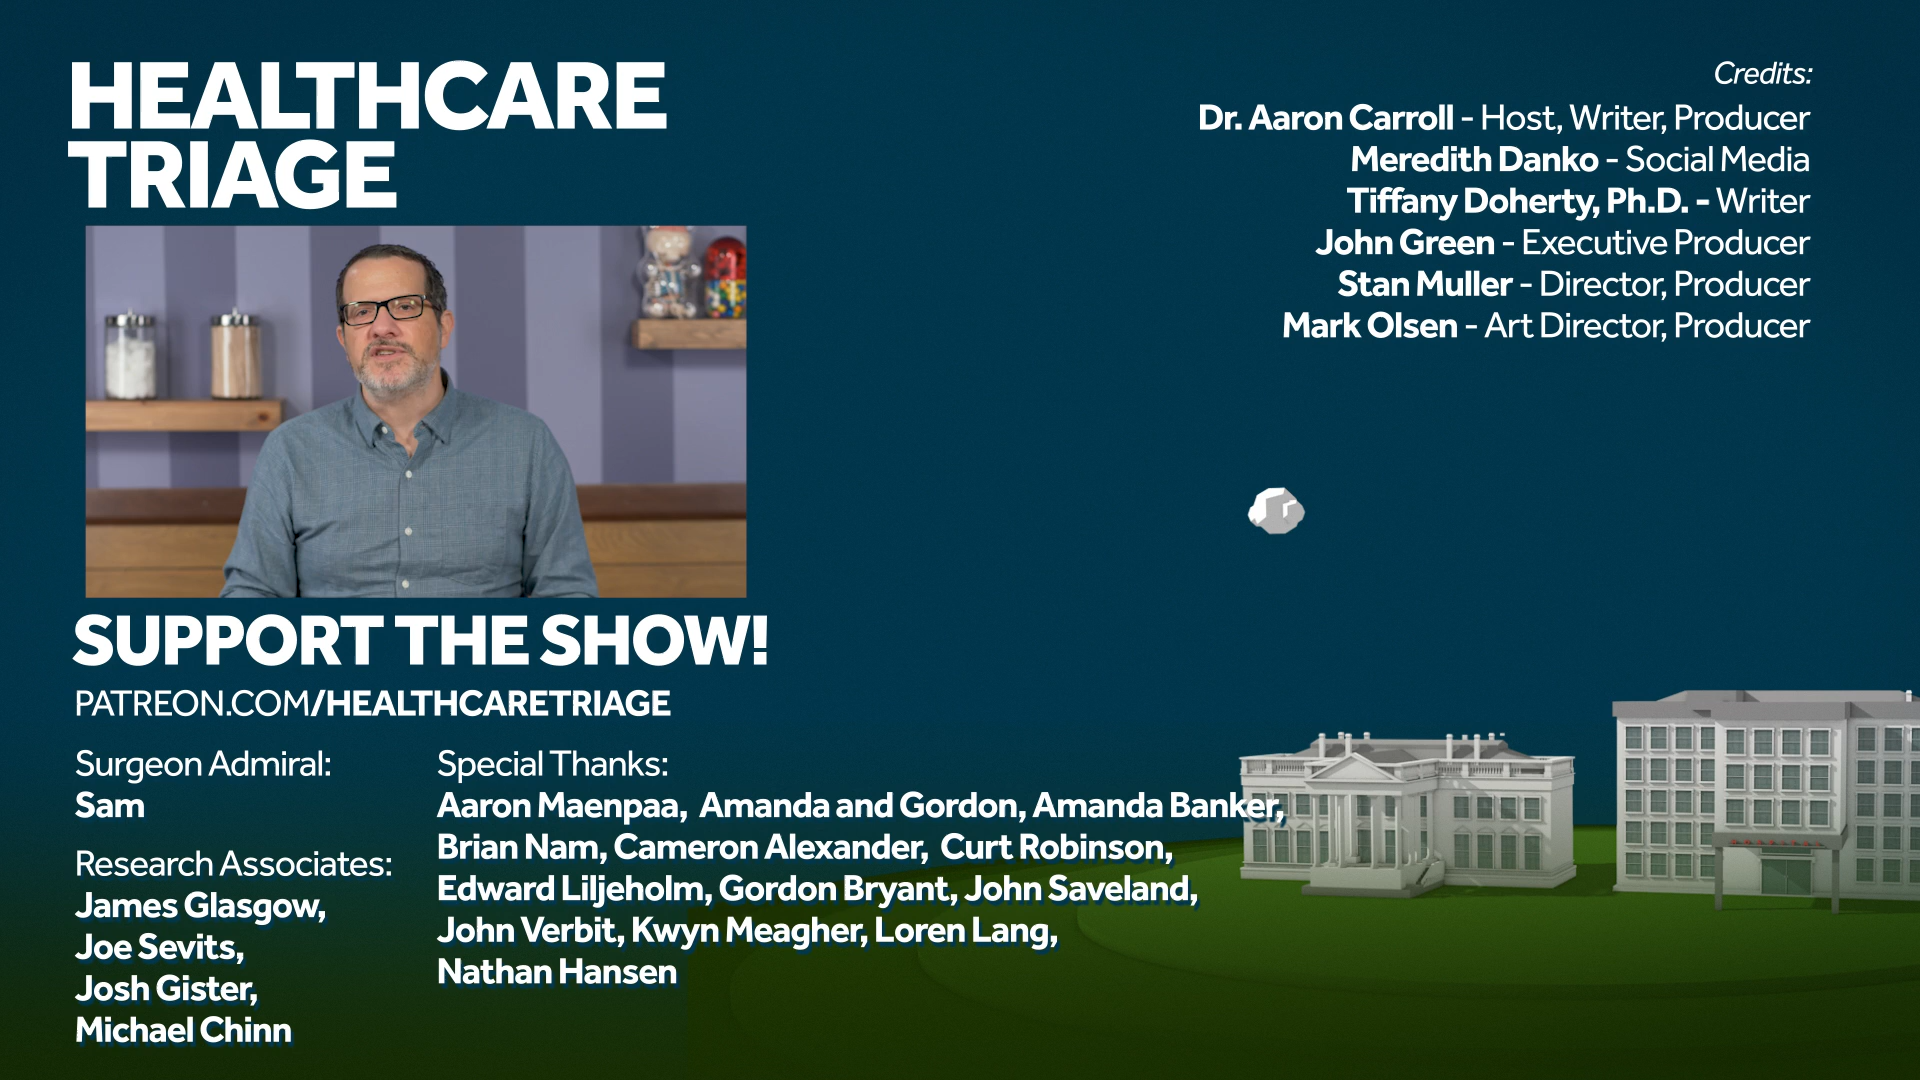 HEALTHCARE
TRIAGE
SUPPORT THE SHOW!
PATREON.COM/HEALTHCARETRIAGE
Surgeon Admiral:
Sam
Research Associates:
James Glasgow,
Joe Sevits,
Josh Gister,
Michael Chinn
Special Thanks:
Aaron Maenpaa, Amanda and Gordon, Amanda Banker,
Brian Nam, Cameron Alexander, Curt Robinson,
Edward Liljeholm, Gordon Bryant, John Saveland,
John Verbit, Kwyn Meagher, Loren Lang,
Nathan Hansen
Credits:
Dr. Aaron Carroll - Host, Writer, Producer
Meredith Danko - Social Media
Tiffany Doherty, Ph.D. - Writer
John Green - Executive Producer
Stan Muller - Director, Producer
Mark Olsen - Art Director, Producer